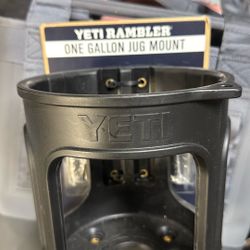 YETI RAMBLER
ONE GALLON JUG MOUNT
YETI